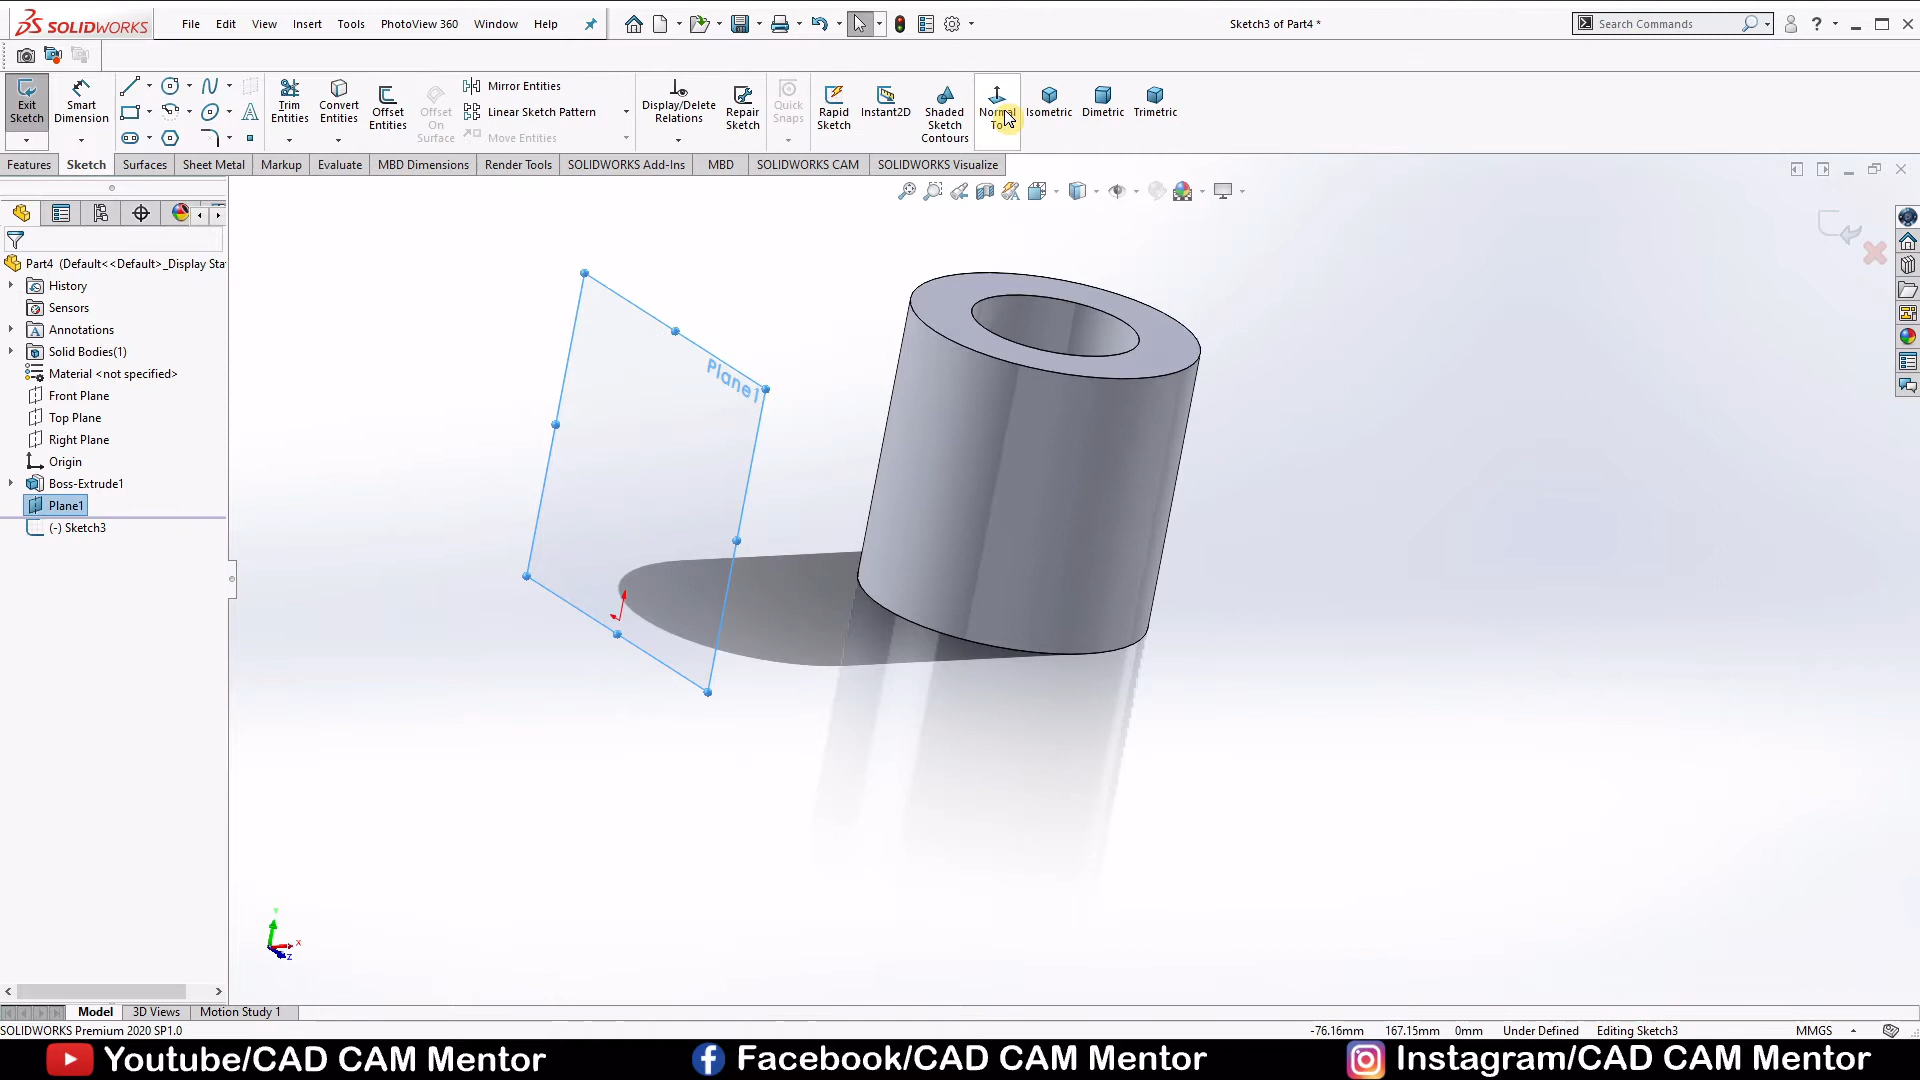 SOLIDWORKS File Edit View Insert Tools PhotoView 360 Window Help Sketch3 of Part4 * Search Commands ?
Exit Sketch
Smart Dimension
Trim Entities
Convert Entities
Offset Entities
Offset On Surface
Mirror Entities
Linear Sketch Pattern
Move Entities
Display/Delete Relations
Repair Sketch
Quick Snaps
Rapid Sketch
Instant2D
Shaded Sketch Contours
Normal To
Isometric
Dimetric
Trimetric
Features Sketch Surfaces Sheet Metal Markup Evaluate MBD Dimensions Render Tools SOLIDWORKS Add-Ins MBD SOLIDWORKS CAM SOLIDWORKS Visualize
Part4 (Default<<Default>_Display Sta
History
Sensors
Annotations
Solid Bodies(1)
Material <not specified>
Front Plane
Top Plane
Right Plane
Origin
Boss-Extrude1
Plane1
(-) Sketch3
Plane1
Y
X
Z
Model 3D Views Motion Study 1
SOLIDWORKS Premium 2020 SP1.0 -76.16mm 167.15mm 0mm Under Defined Editing Sketch3 MMGS
Youtube/CAD CAM Mentor Facebook/CAD CAM Mentor Instagram/CAD CAM Mentor